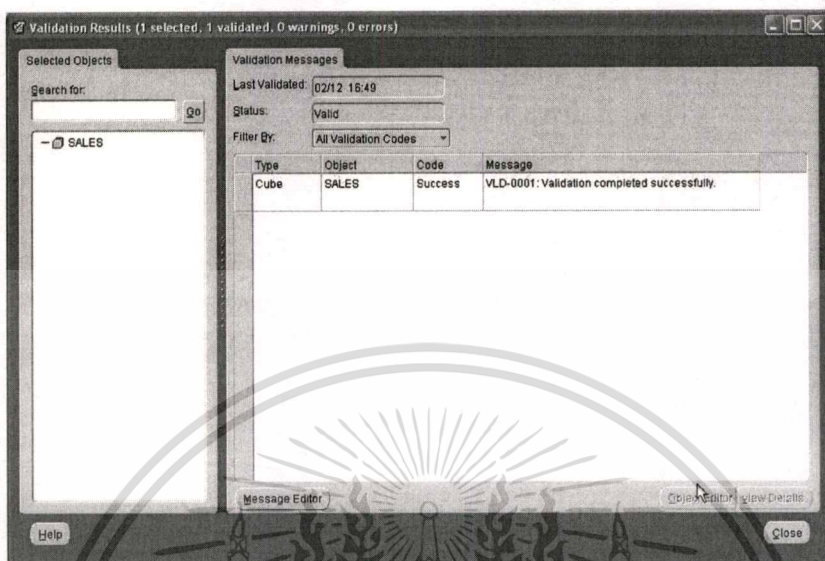 Validation Results (1 selected, 1 validated, 0 warnings, 0 errors)
Selected Objects
Search for:
Go
SALES
Validation Messages
Last Validated: 02/12 16:49
Status: Valid
Filter By: All Validation Codes
Type Object Code Message
Cube SALES Success VLD-0001: Validation completed successfully.
Message Editor
Object Editor View Details
Help
Close